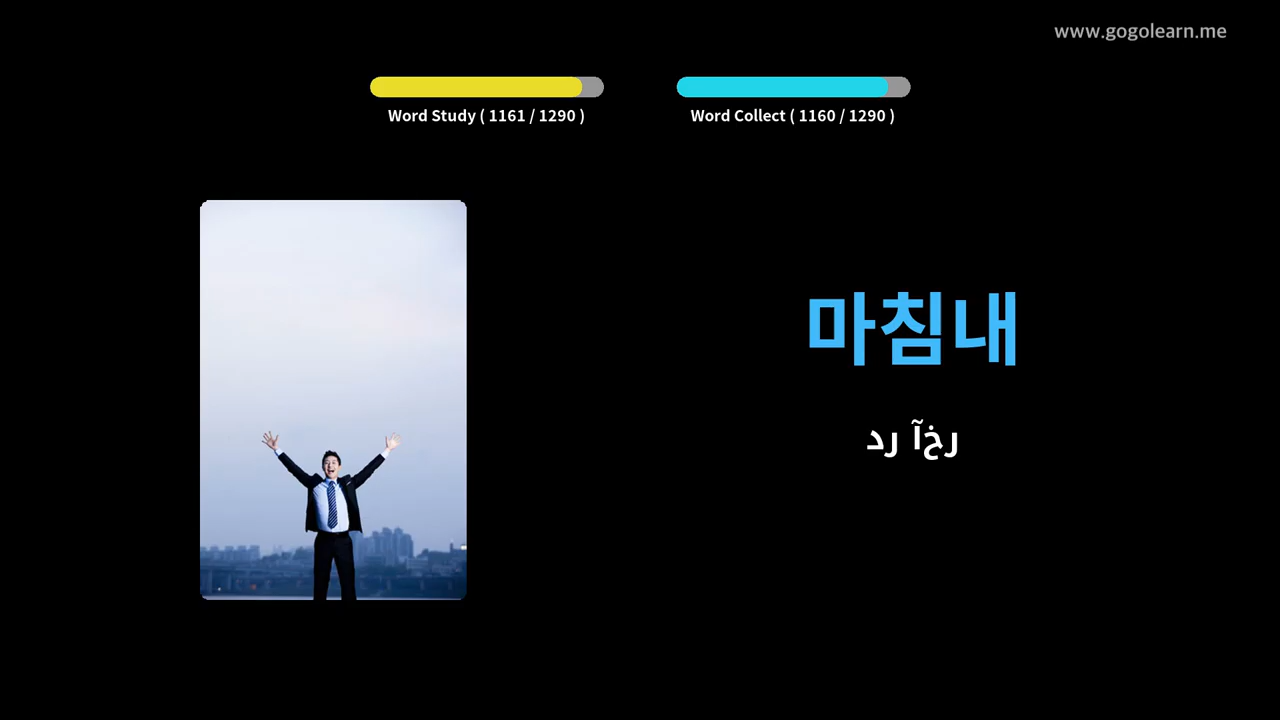 www.gogolearn.me
Word Study ( 1161 / 1290 )
Word Collect ( 1160 / 1290 )
마침내
رخآ رد